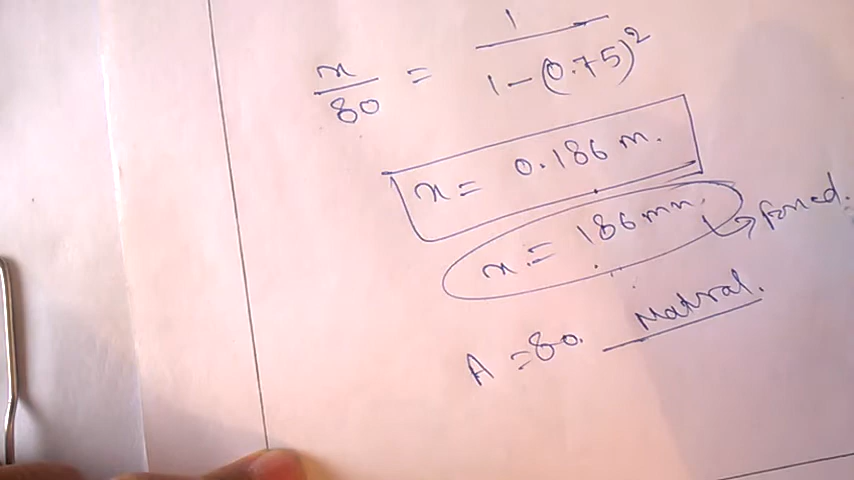 x/80 = 1/1-(0.75)²
x = 0.186 m.
x = 186 mm. → forced.
A = 80. Natural.